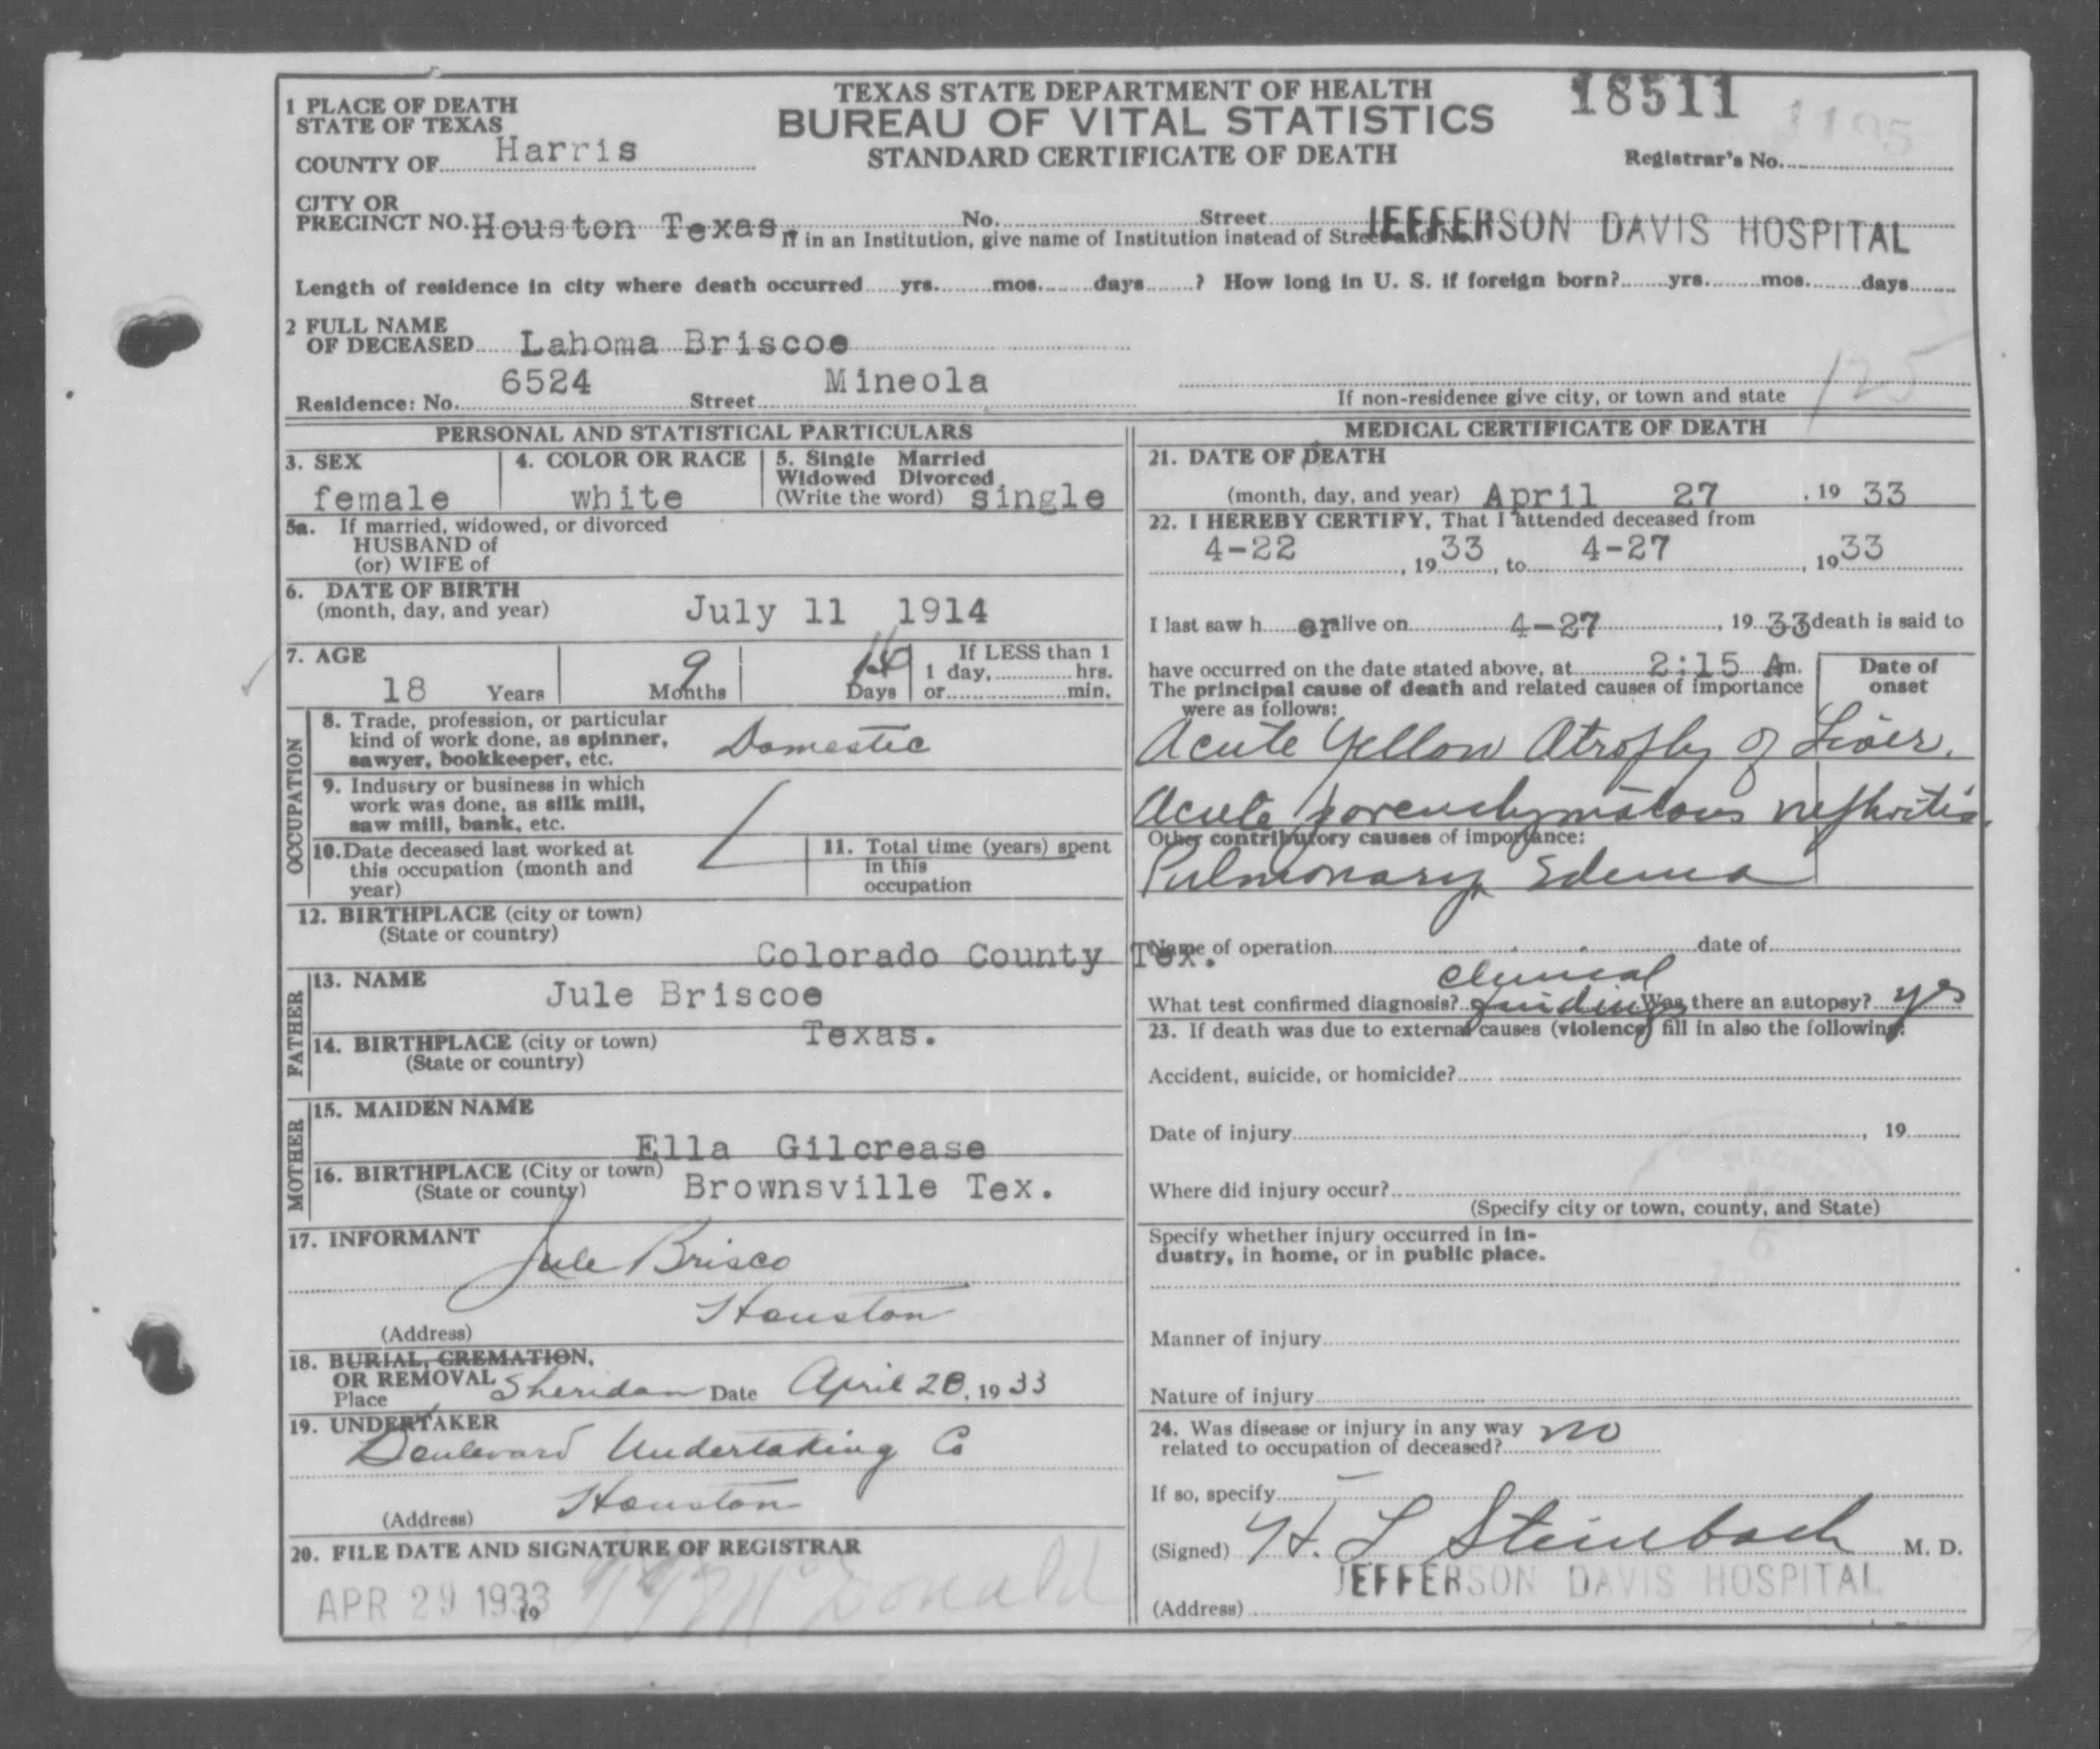 1 PLACE OF DEATH
STATE OF TEXAS
COUNTY OF Harris
TEXAS STATE DEPARTMENT OF HEALTH
BUREAU OF VITAL STATISTICS
STANDARD CERTIFICATE OF DEATH
18511
1195
Registrar's No.
CITY OR
PRECINCT NO. Houston Texas. No. Street JEFFERSON DAVIS HOSPITAL
If in an Institution, give name of Institution instead of Street and No.
Length of residence in city where death occurred yrs. mos. days ? How long in U. S. if foreign born? yrs. mos. days
2 FULL NAME
OF DECEASED Lahoma Briscoe
Residence: No. 6524 Street Mineola
If non-residence give city, or town and state
125
PERSONAL AND STATISTICAL PARTICULARS
3. SEX
female
4. COLOR OR RACE
white
5. Single Married
Widowed Divorced
(Write the word) single
5a. If married, widowed, or divorced
HUSBAND of
(or) WIFE of
6. DATE OF BIRTH
(month, day, and year) July 11 1914
7. AGE
18 Years
9 Months
Days
If LESS than 1
1 day, hrs.
or min.
OCCUPATION
8. Trade, profession, or particular
kind of work done, as spinner,
sawyer, bookkeeper, etc.
Domestic
9. Industry or business in which
work was done, as silk mill,
saw mill, bank, etc.
10. Date deceased last worked at
this occupation (month and
year)
11. Total time (years) spent
in this
occupation
12. BIRTHPLACE (city or town)
(State or country)
Colorado County Tex.
FATHER
13. NAME
Jule Briscoe
14. BIRTHPLACE (city or town)
(State or country)
Texas.
MOTHER
15. MAIDEN NAME
Ella Gilcrease
16. BIRTHPLACE (City or town)
(State or county)
Brownsville Tex.
17. INFORMANT
Jule Brisco
(Address) Houston
18. BURIAL, CREMATION,
OR REMOVAL
Place Sheridan Date April 28, 1933
19. UNDERTAKER
Boulevard Undertaking Co
(Address) Houston
20. FILE DATE AND SIGNATURE OF REGISTRAR
APR 29 1933
19
McDonald
MEDICAL CERTIFICATE OF DEATH
21. DATE OF DEATH
(month, day, and year) April 27, 19 33
22. I HEREBY CERTIFY, That I attended deceased from
4-22, 19 33, to 4-27, 19 33
I last saw h er alive on 4-27, 19 33 death is said to
have occurred on the date stated above, at 2:15 Am.
The principal cause of death and related causes of importance
were as follows:
Date of
onset
Acute Yellow Atrophy of Liver.
Acute parenchymatous nephritis.
Other contributory causes of importance:
Pulmonary Edema
Name of operation date of
clinical
What test confirmed diagnosis? findings Was there an autopsy? yes
23. If death was due to external causes (violence) fill in also the following:
Accident, suicide, or homicide?
Date of injury , 19
Where did injury occur?
(Specify city or town, county, and State)
Specify whether injury occurred in in-
dustry, in home, or in public place.
Manner of injury
Nature of injury
24. Was disease or injury in any way
related to occupation of deceased? no
If so, specify
(Signed) H. L Steinbach M. D.
JEFFERSON DAVIS HOSPITAL
(Address)